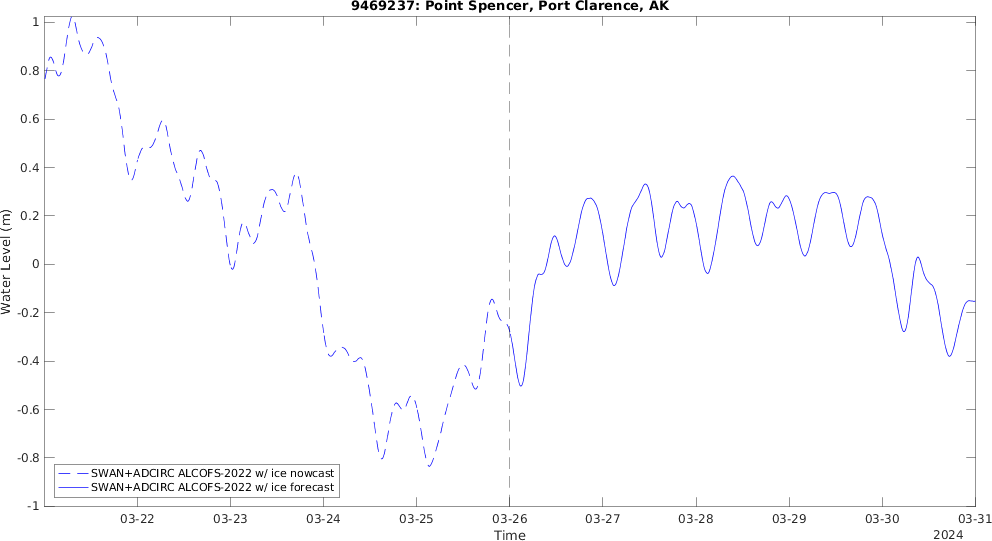 9469237: Point Spencer, Port Clarence, AK
1
0.8
0.6
0.4
0.2
0
-0.2
-0.4
-0.6
-0.8
-1
Water Level (m)
SWAN+ADCIRC ALCOFS-2022 w/ ice nowcast
SWAN+ADCIRC ALCOFS-2022 w/ ice forecast
03-22 03-23 03-24 03-25 03-26 03-27 03-28 03-29 03-30 03-31
Time
2024